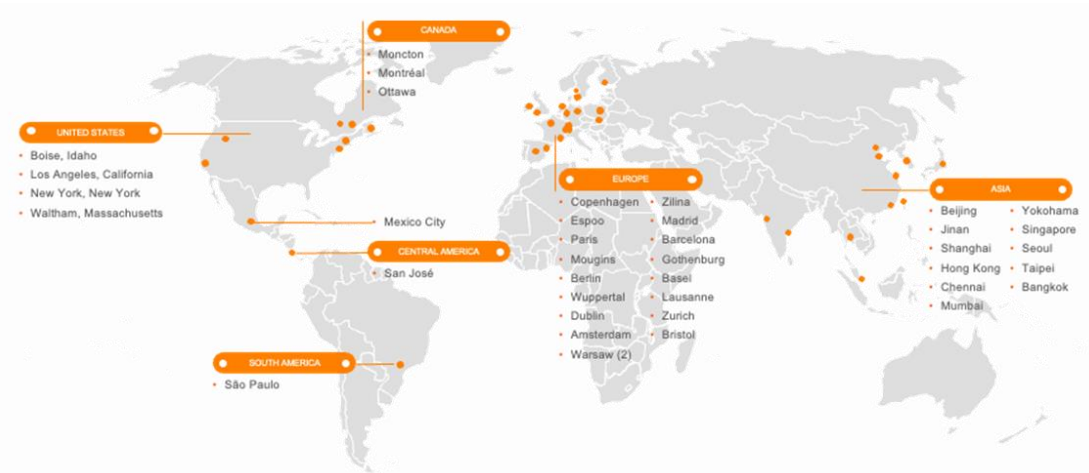 CANADA
Moncton
Montréal
Ottawa
UNITED STATES
Boise, Idaho
Los Angeles, California
New York, New York
Waltham, Massachusetts
Mexico City
CENTRAL AMERICA
San José
SOUTH AMERICA
São Paulo
EUROPE
Copenhagen
Espoo
Paris
Mougins
Berlin
Wuppertal
Dublin
Amsterdam
Warsaw (2)
Zilina
Madrid
Barcelona
Gothenburg
Basel
Lausanne
Zurich
Bristol
ASIA
Beijing
Jinan
Shanghai
Hong Kong
Chennai
Mumbai
Yokohama
Singapore
Seoul
Taipei
Bangkok